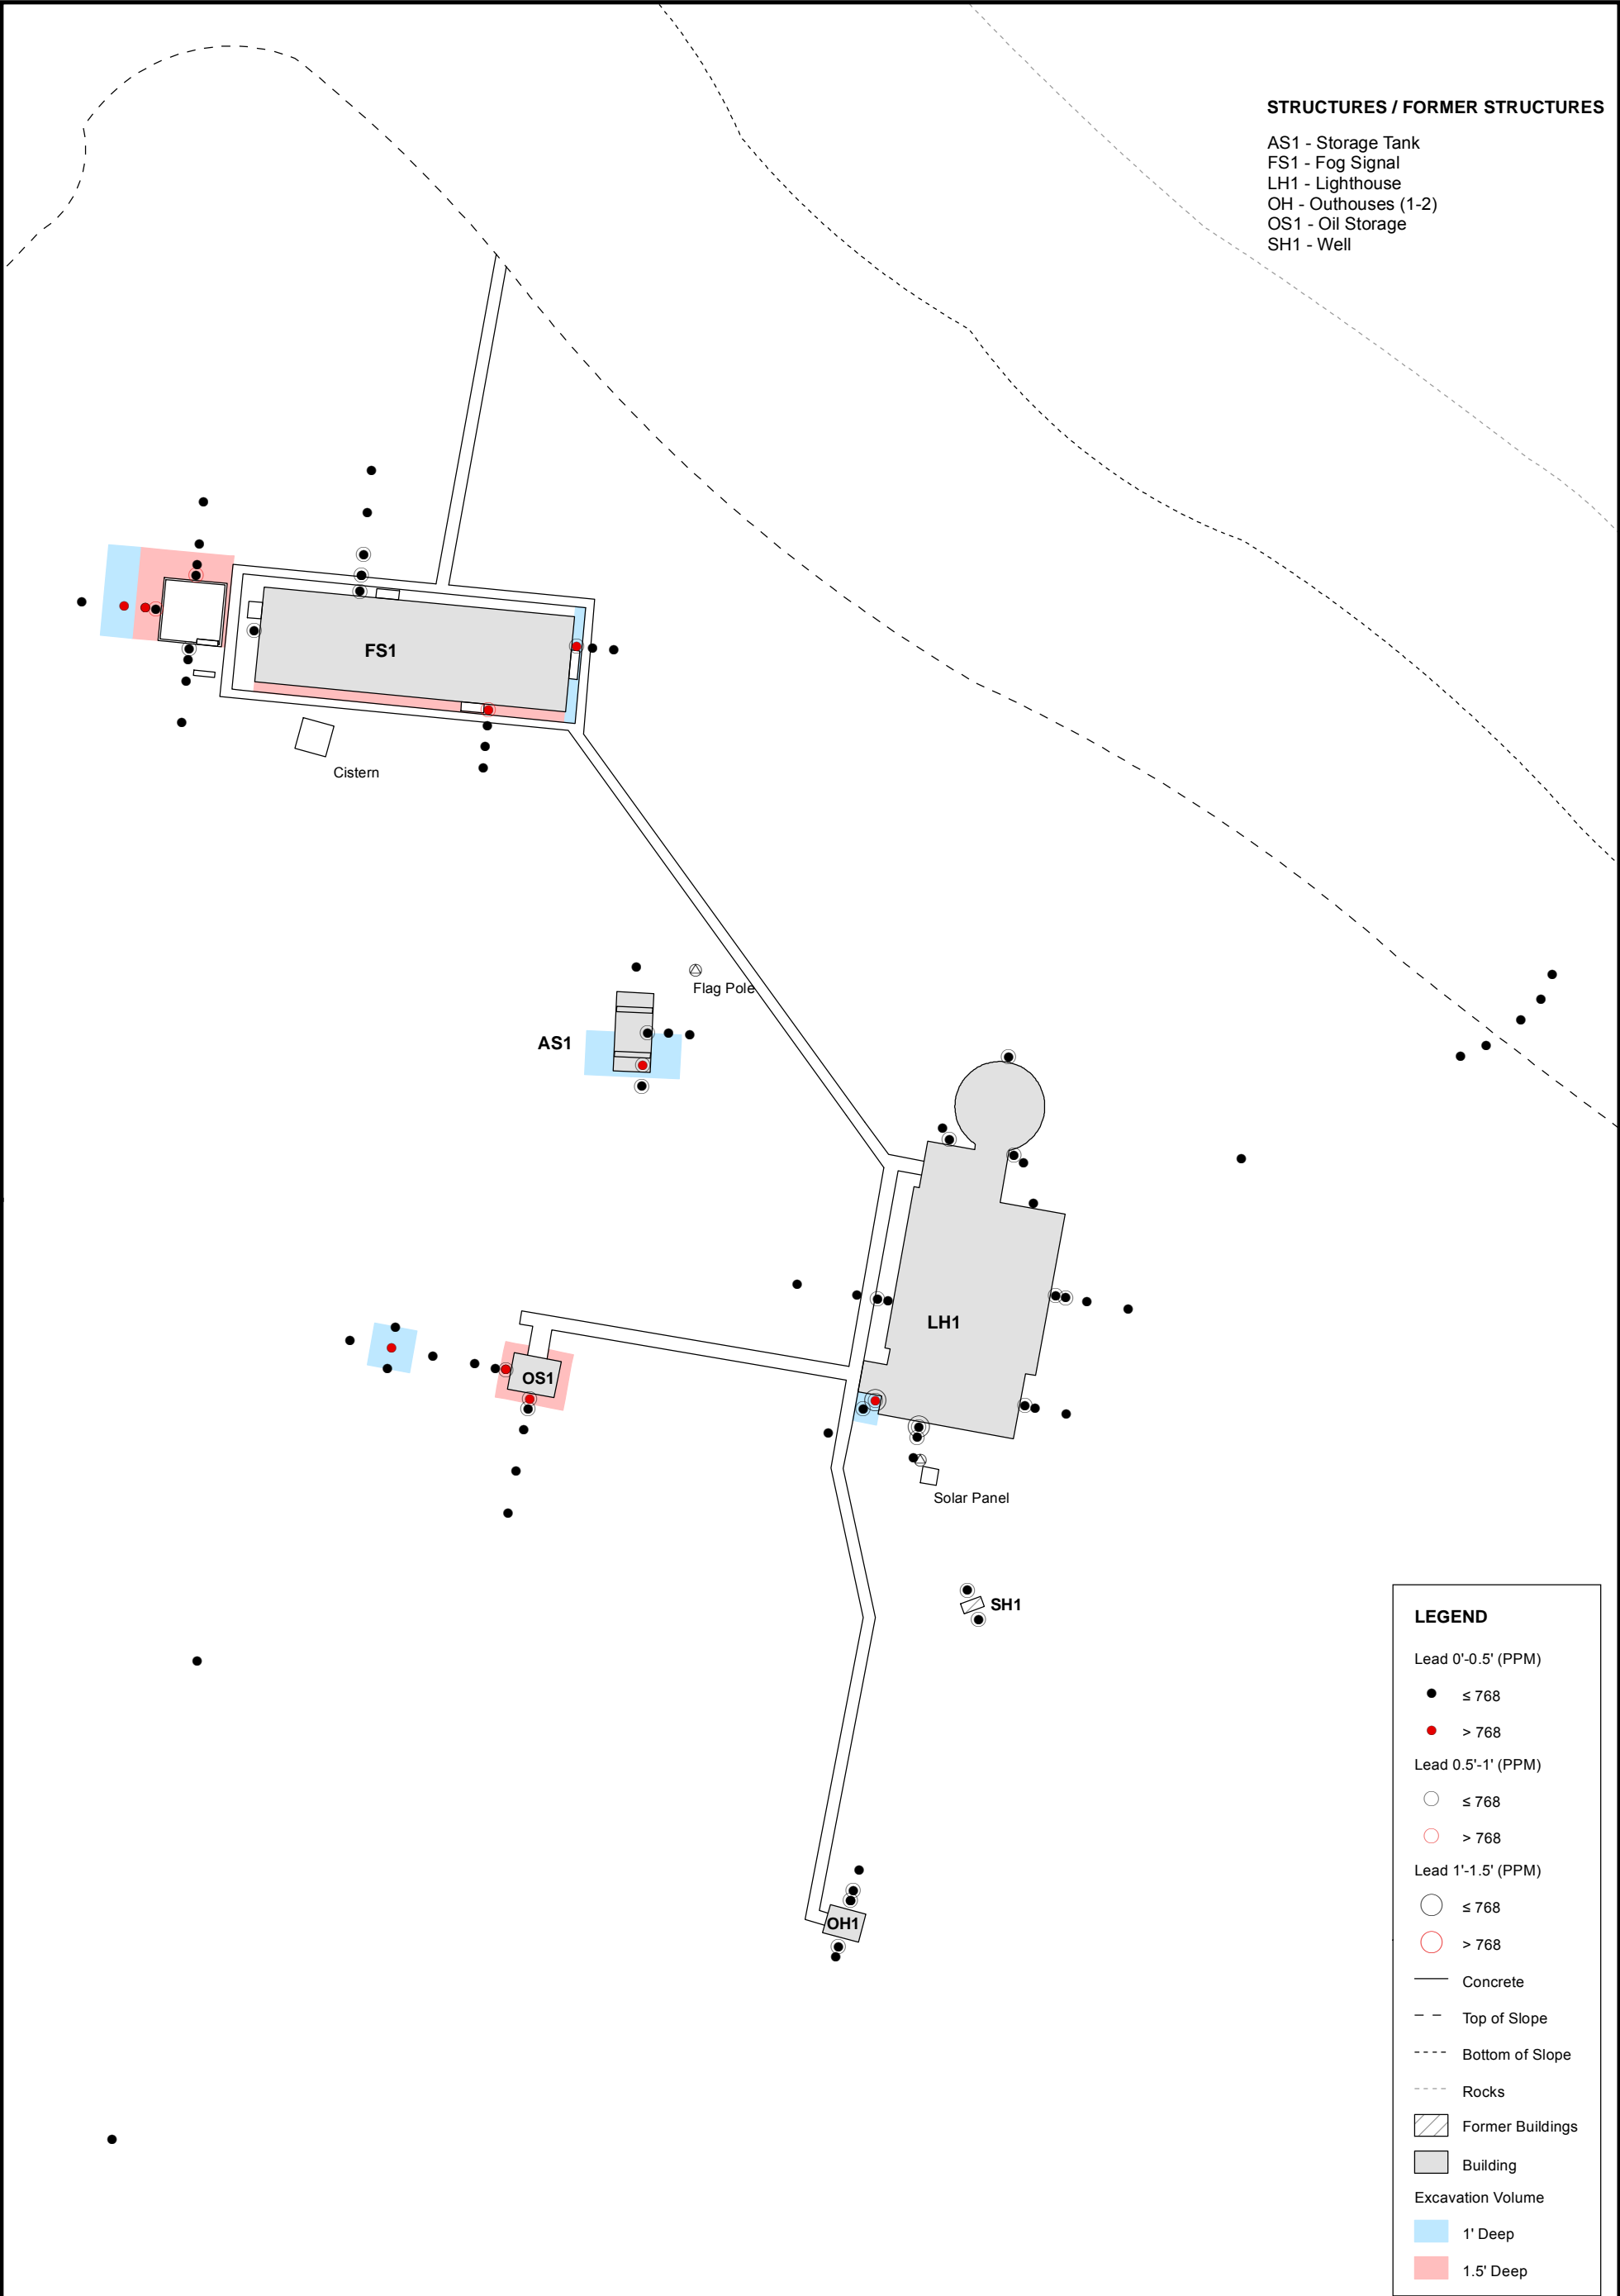 STRUCTURES / FORMER STRUCTURES
AS1 - Storage Tank
FS1 - Fog Signal
LH1 - Lighthouse
OH - Outhouses (1-2)
OS1 - Oil Storage
SH1 - Well
FS1
Cistern
Flag Pole
AS1
LH1
OS1
Solar Panel
SH1
OH1
LEGEND
Lead 0'-0.5' (PPM)
≤ 768
> 768
Lead 0.5'-1' (PPM)
≤ 768
> 768
Lead 1'-1.5' (PPM)
≤ 768
> 768
Concrete
Top of Slope
Bottom of Slope
Rocks
Former Buildings
Building
Excavation Volume
1' Deep
1.5' Deep